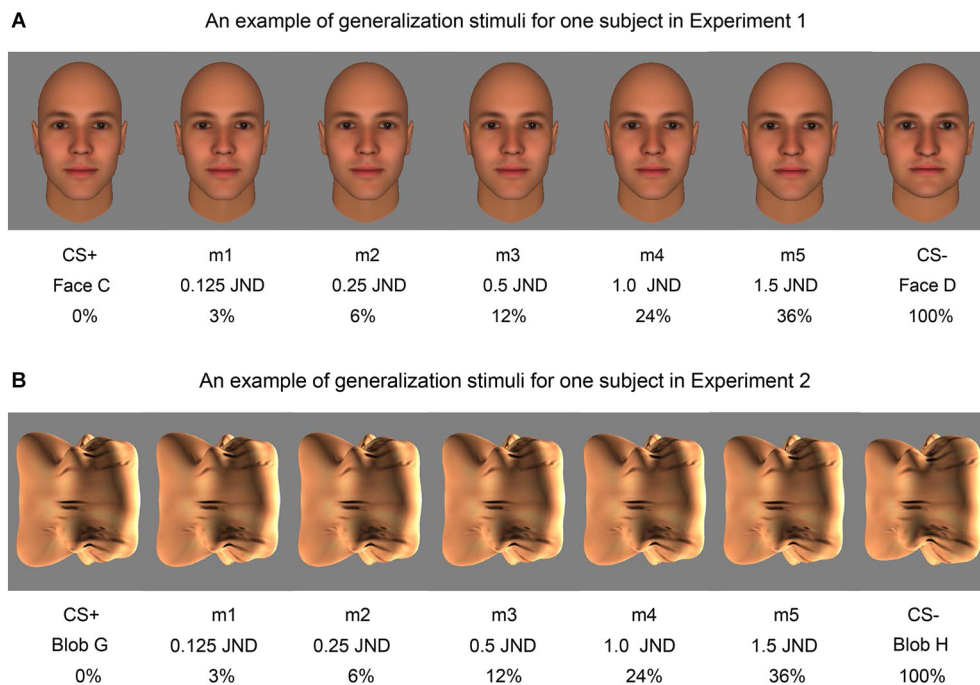 A An example of generalization stimuli for one subject in Experiment 1
CS+ m1 m2 m3 m4 m5 CS-
Face C 0.125 JND 0.25 JND 0.5 JND 1.0 JND 1.5 JND Face D
0% 3% 6% 12% 24% 36% 100%
B An example of generalization stimuli for one subject in Experiment 2
CS+ m1 m2 m3 m4 m5 CS-
Blob G 0.125 JND 0.25 JND 0.5 JND 1.0 JND 1.5 JND Blob H
0% 3% 6% 12% 24% 36% 100%